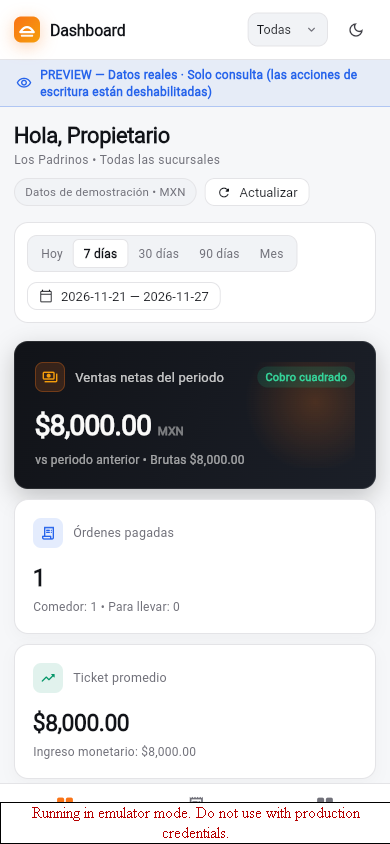 Dashboard
Todas
PREVIEW — Datos reales · Solo consulta (las acciones de
escritura están deshabilitadas)
Hola, Propietario
Los Padrinos • Todas las sucursales
Datos de demostración • MXN
Actualizar
Hoy
7 días
30 días
90 días
Mes
2026-11-21 — 2026-11-27
Ventas netas del periodo
Cobro cuadrado
$8,000.00 MXN
vs periodo anterior • Brutas $8,000.00
Órdenes pagadas
1
Comedor: 1 • Para llevar: 0
Ticket promedio
$8,000.00
Ingreso monetario: $8,000.00
Running in emulator mode. Do not use with production
credentials.